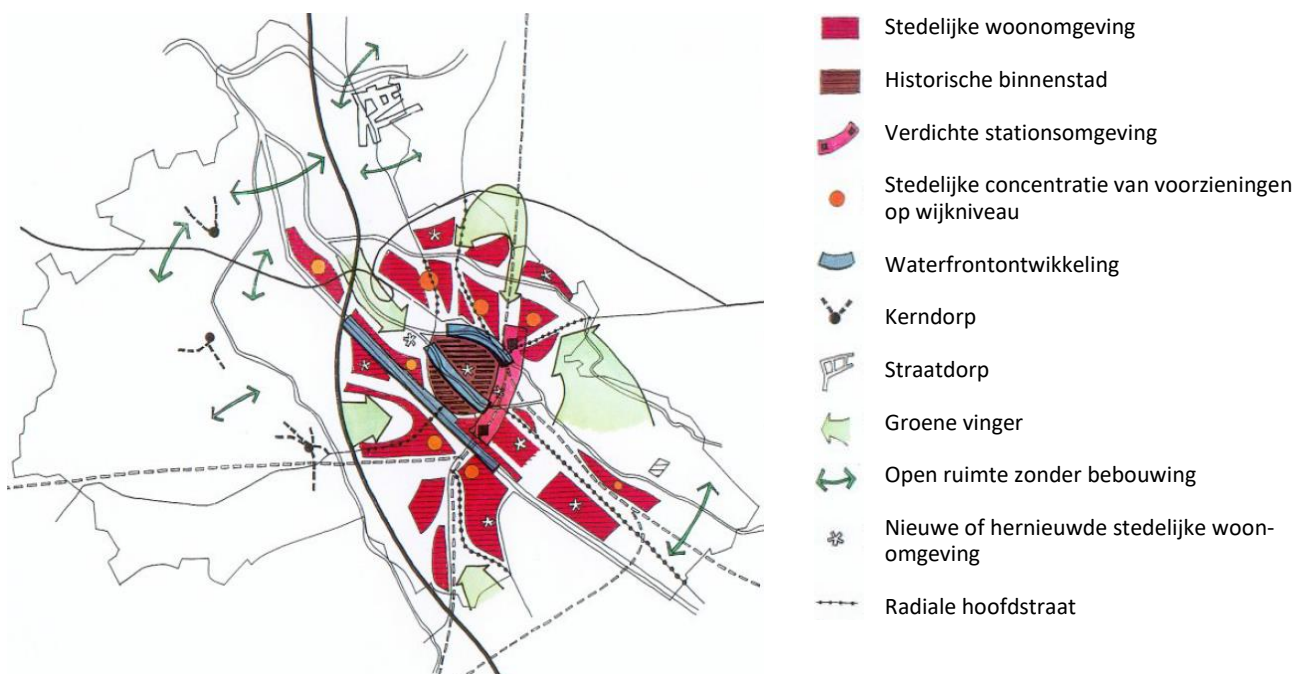 Stedelijke woonomgeving
Historische binnenstad
Verdichte stationsomgeving
Stedelijke concentratie van voorzieningen
op wijkniveau
Waterfrontontwikkeling
Kerndorp
Straatdorp
Groene vinger
Open ruimte zonder bebouwing
Nieuwe of hernieuwde stedelijke woon-
omgeving
Radiale hoofdstraat